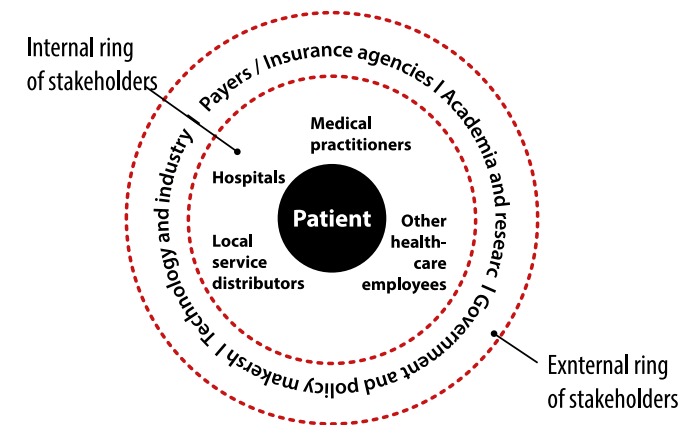 Internal ring
of stakeholders
Payers / Insurance agencies I Academia and researc I Government and policy makersh I Technology and industry
Medical
practitioners
Hospitals
Patient
Other
health-
care
employees
Local
service
distributors
Exnternal ring
of stakeholders